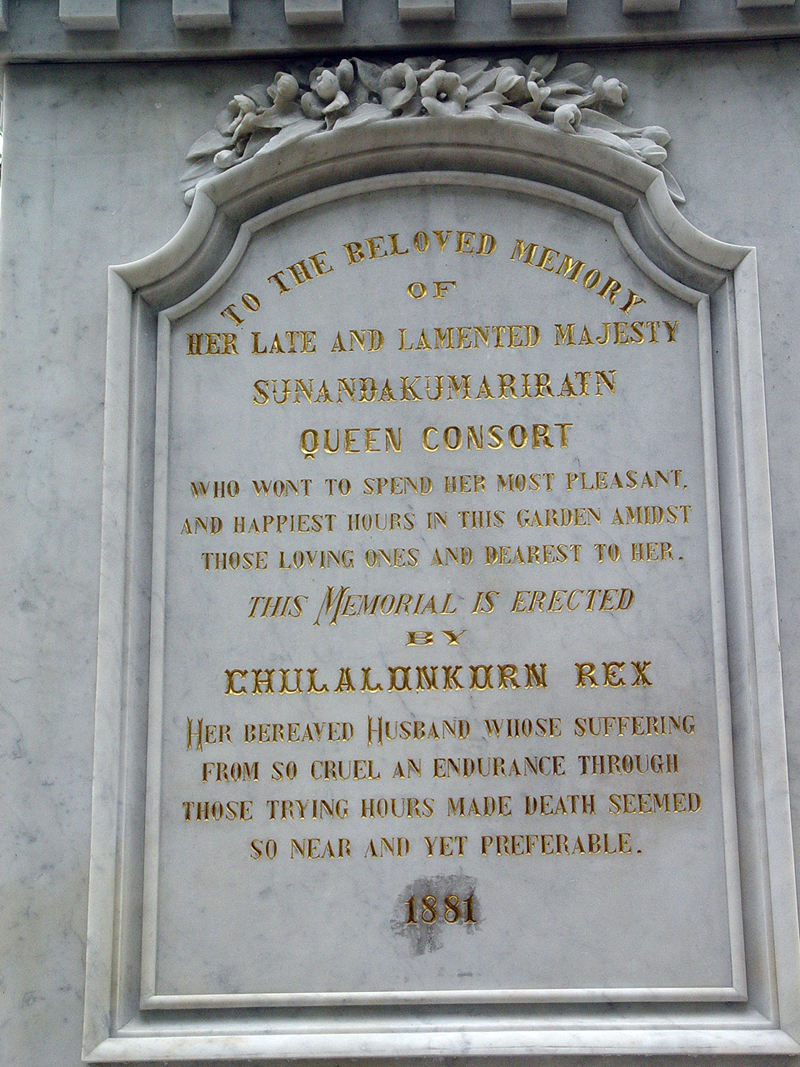 TO THE BELOVED MEMORY
OF
HER LATE AND LAMENTED MAJESTY
SUNANDAKUMARIRATN
QUEEN CONSORT
WHO WONT TO SPEND HER MOST PLEASANT,
AND HAPPIEST HOURS IN THIS GARDEN AMIDST
THOSE LOVING ONES AND DEAREST TO HER.
THIS MEMORIAL IS ERECTED
BY
CHULALONKORN REX
HER BEREAVED HUSBAND WHOSE SUFFERING
FROM SO CRUEL AN ENDURANCE THROUGH
THOSE TRYING HOURS MADE DEATH SEEMED
SO NEAR AND YET PREFERABLE.
1881